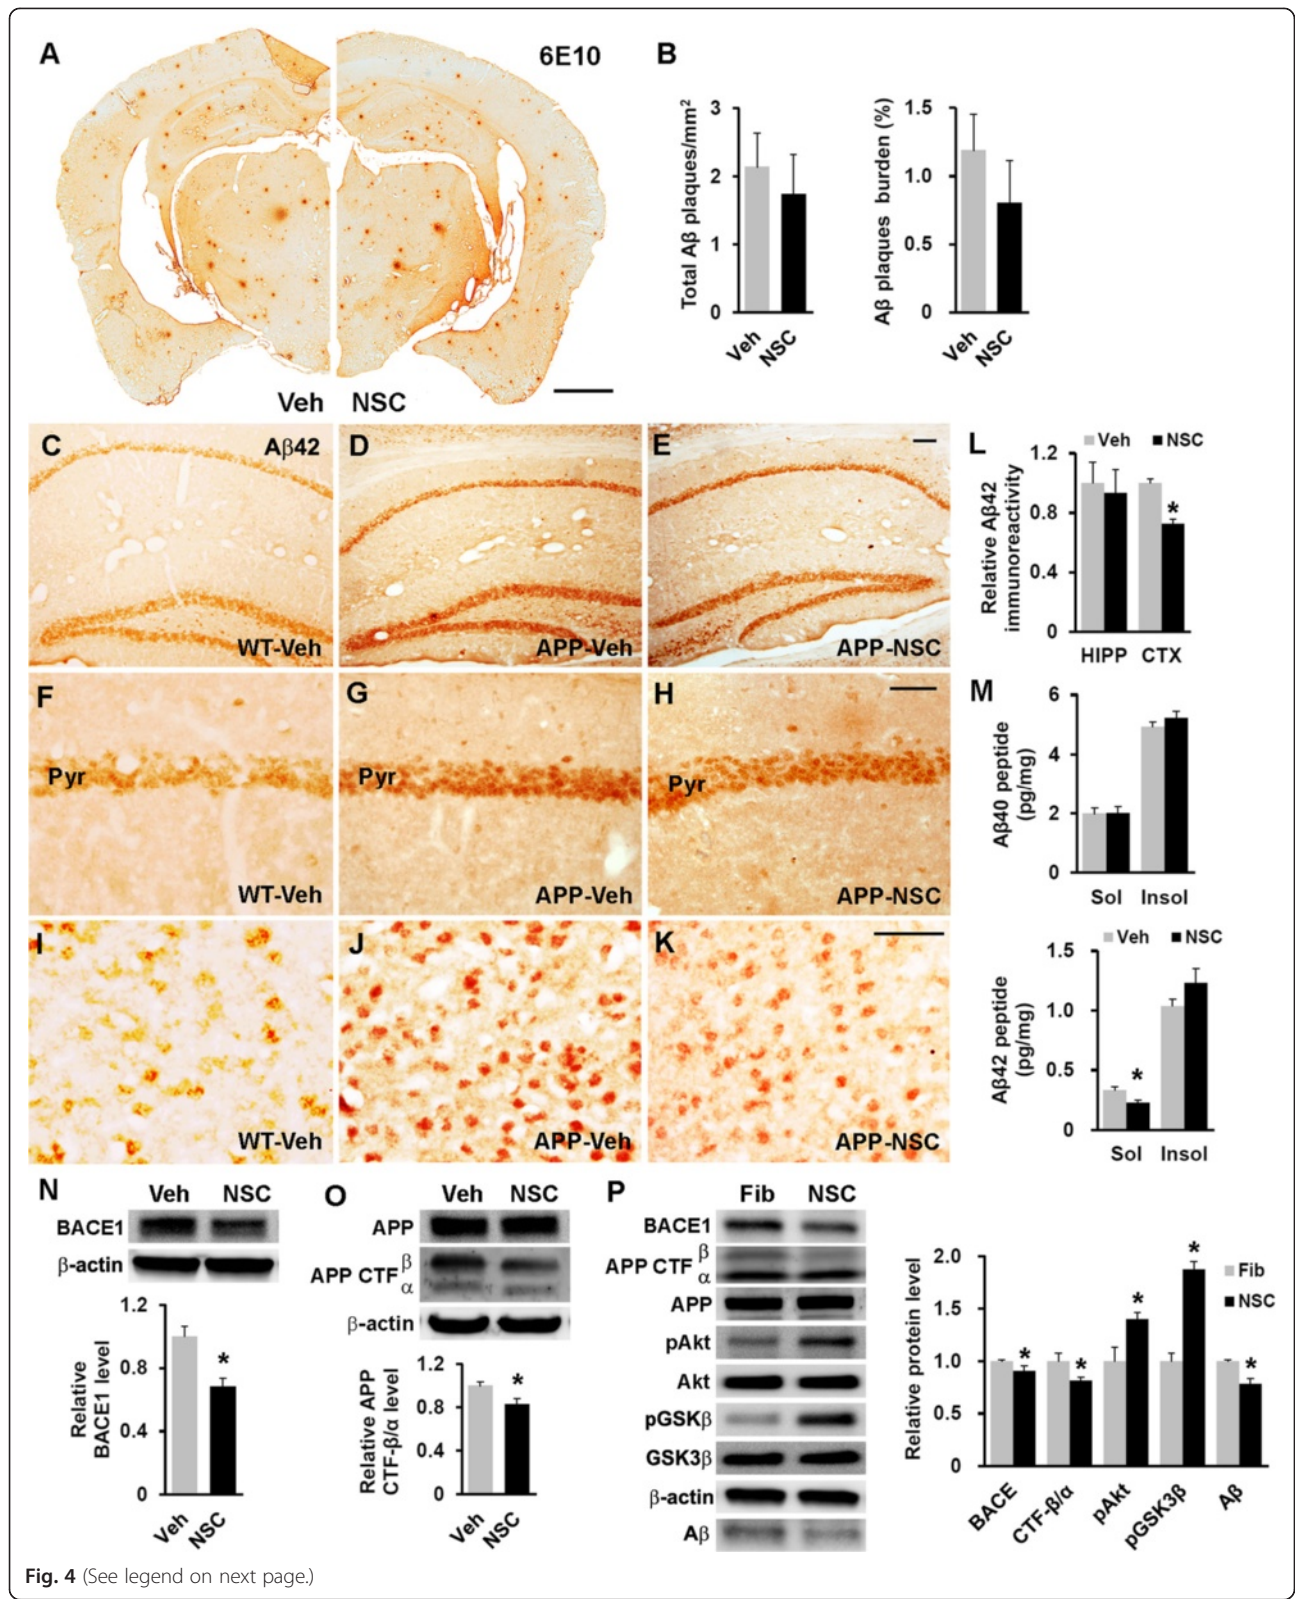 A
6E10
Veh
NSC
B
Total Aβ plaques/mm²
3
2
1
0
Veh
NSC
Aβ plaques burden (%)
1.5
1.0
0.5
0
Veh
NSC
C
Aβ42
WT-Veh
D
APP-Veh
E
APP-NSC
L
Veh
NSC
Relative Aβ42
immunoreactivity
1.2
0.8
0.4
0
HIPP
CTX
F
Pyr
WT-Veh
G
Pyr
APP-Veh
H
Pyr
APP-NSC
M
Aβ40 peptide
(pg/mg)
6
4
2
0
Sol
Insol
I
WT-Veh
J
APP-Veh
K
APP-NSC
Veh
NSC
Aβ42 peptide
(pg/mg)
1.5
1.0
0.5
0
*
Sol
Insol
*
N
Veh
NSC
BACE1
β-actin
Relative
BACE1 level
1.2
0.8
0.4
0
*
Veh
NSC
O
Veh
NSC
APP
APP CTF
β
α
β-actin
Relative APP
CTF-β/α level
1.2
0.8
0.4
0
*
Veh
NSC
P
Fib
NSC
BACE1
APP CTF
β
α
APP
pAkt
Akt
pGSKβ
GSK3β
β-actin
Aβ
Relative protein level
2.0
1.5
1.0
0.5
0
Fib
NSC
*
*
*
*
*
BACE
CTF-β/α
pAkt
pGSK3β
Aβ
Fig. 4 (See legend on next page.)